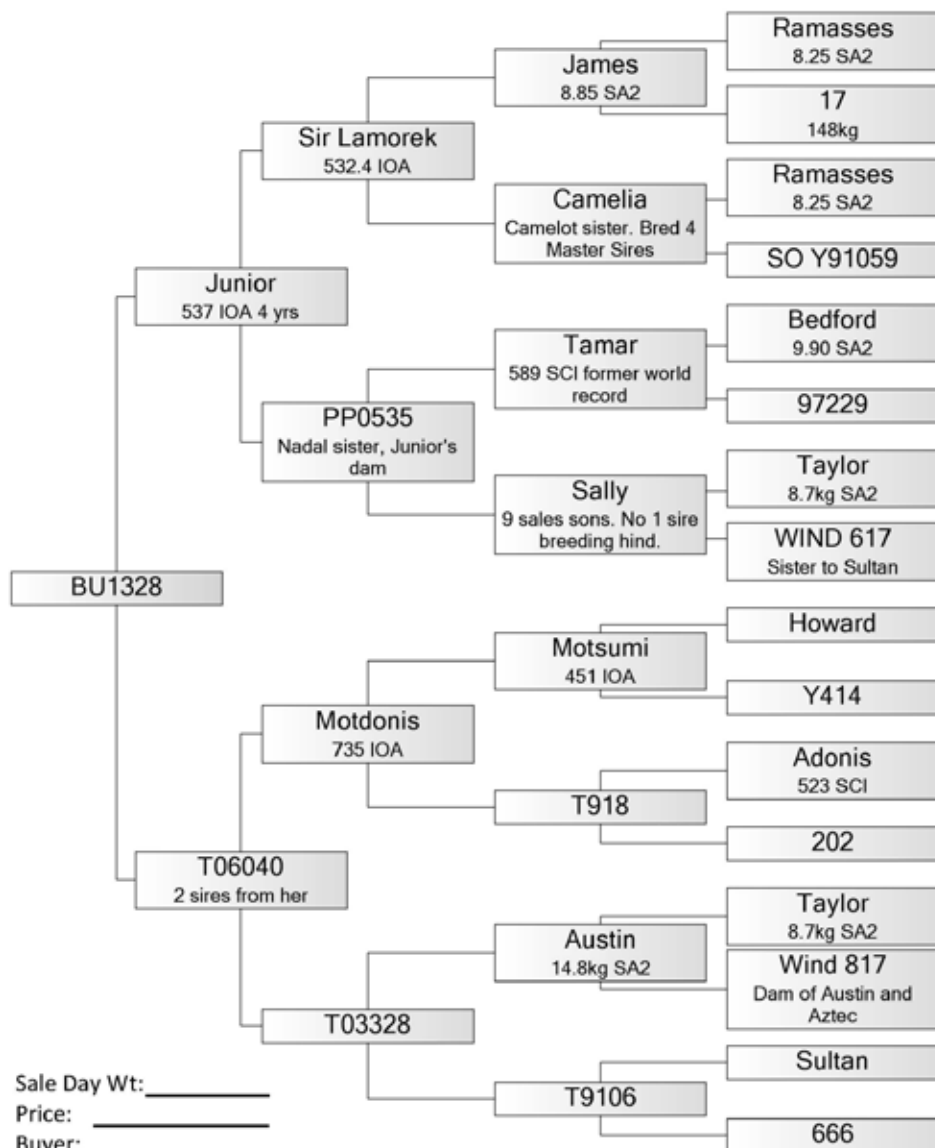 Ramasses
8.25 SA2
James
8.85 SA2
17
148kg
Sir Lamorek
532.4 IOA
Ramasses
8.25 SA2
Camelia
Camelot sister. Bred 4
Master Sires
SO Y91059
Junior
537 IOA 4 yrs
Bedford
9.90 SA2
Tamar
589 SCI former world
record
97229
PP0535
Nadal sister, Junior's
dam
Taylor
8.7kg SA2
Sally
9 sales sons. No 1 sire
breeding hind.
WIND 617
Sister to Sultan
BU1328
Howard
Motsumi
451 IOA
Y414
Motdonis
735 IOA
Adonis
523 SCI
T918
202
T06040
2 sires from her
Taylor
8.7kg SA2
Austin
14.8kg SA2
Wind 817
Dam of Austin and
Aztec
T03328
Sultan
T9106
666
Sale Day Wt:
Price:
Buyer: